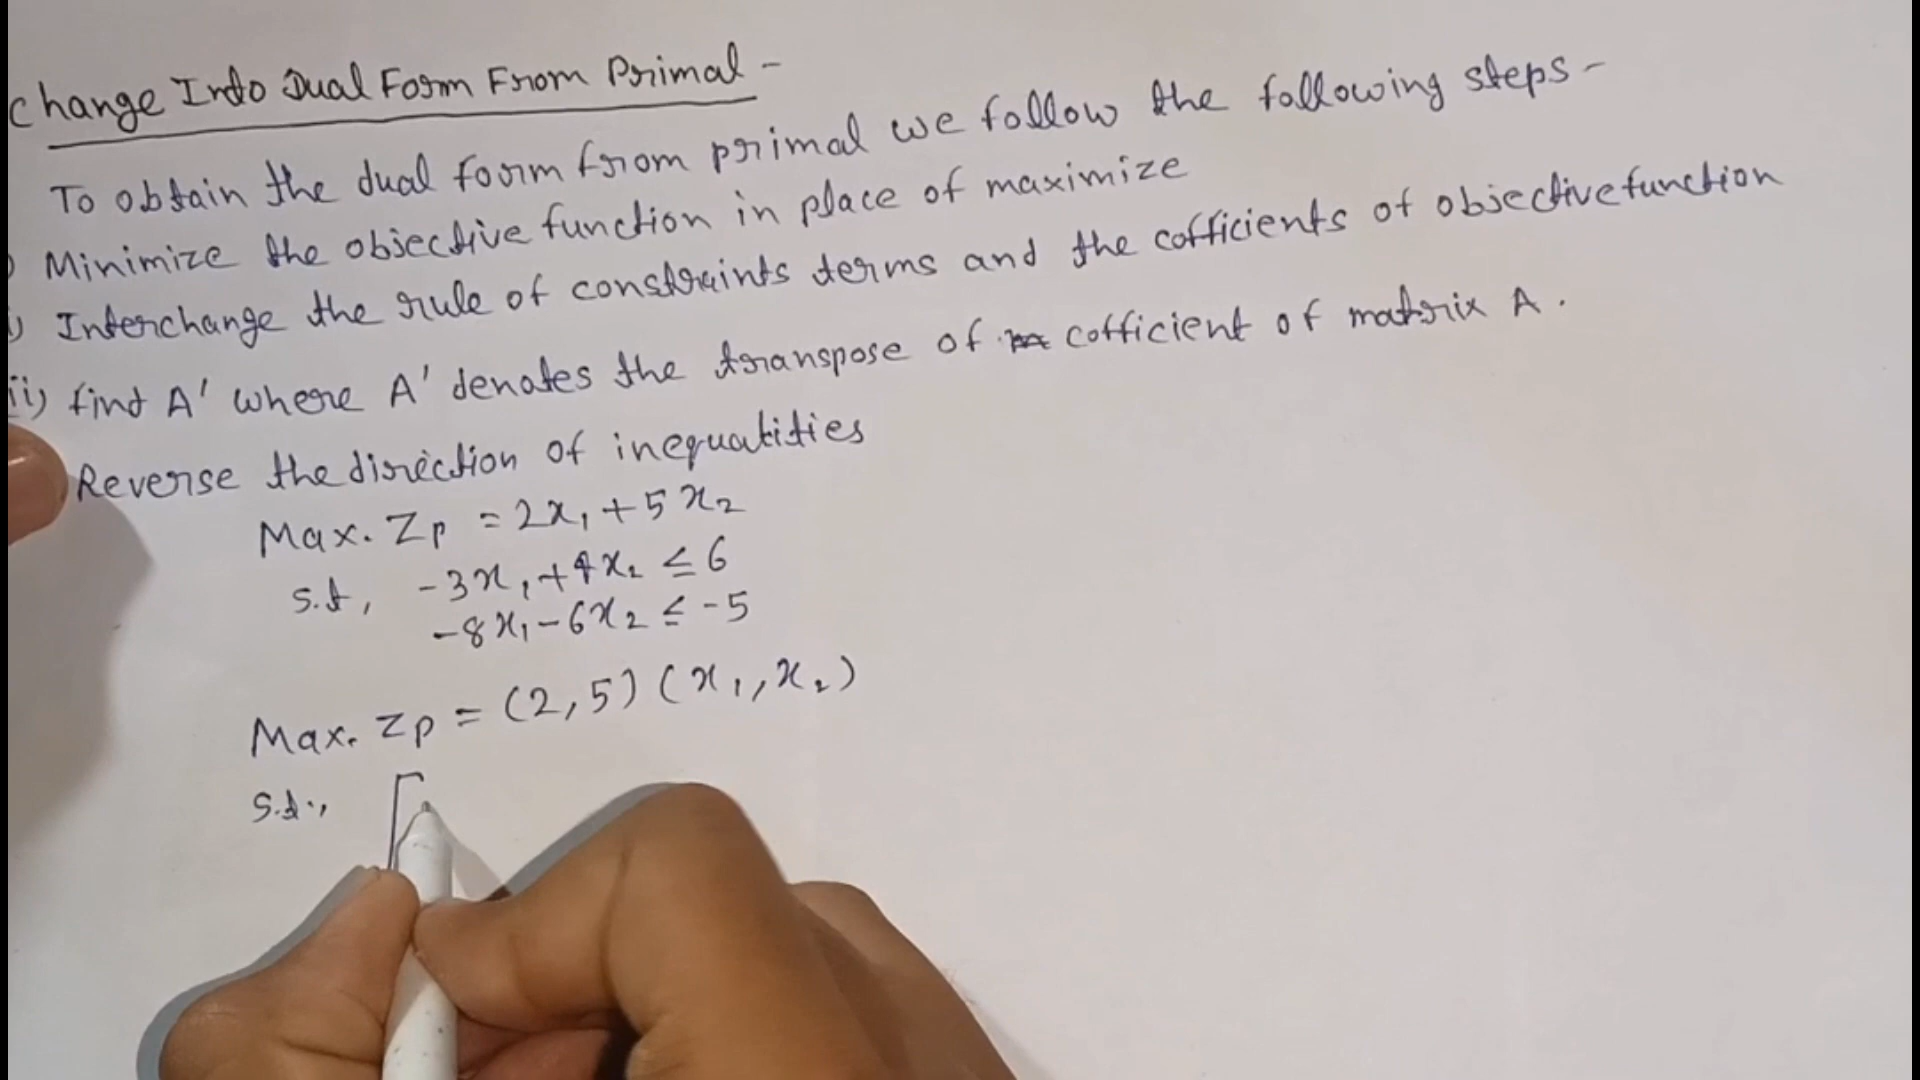 Change Into Dual Form From Primal -
To obtain the dual form from primal we follow the following steps -
) Minimize the objective function in place of maximize
i) Interchange the rule of constraints terms and the cofficients of objective function
ii) find A' where A' denotes the transpose of cofficient of matrix A.
Reverse the direction of inequalities
Max. Zp = 2x₁ + 5x₂
s.t, -3x₁ + 4x₂ ≤ 6
-8x₁ - 6x₂ ≤ -5
Max. Zp = (2,5) (x₁, x₂)
s.t., [